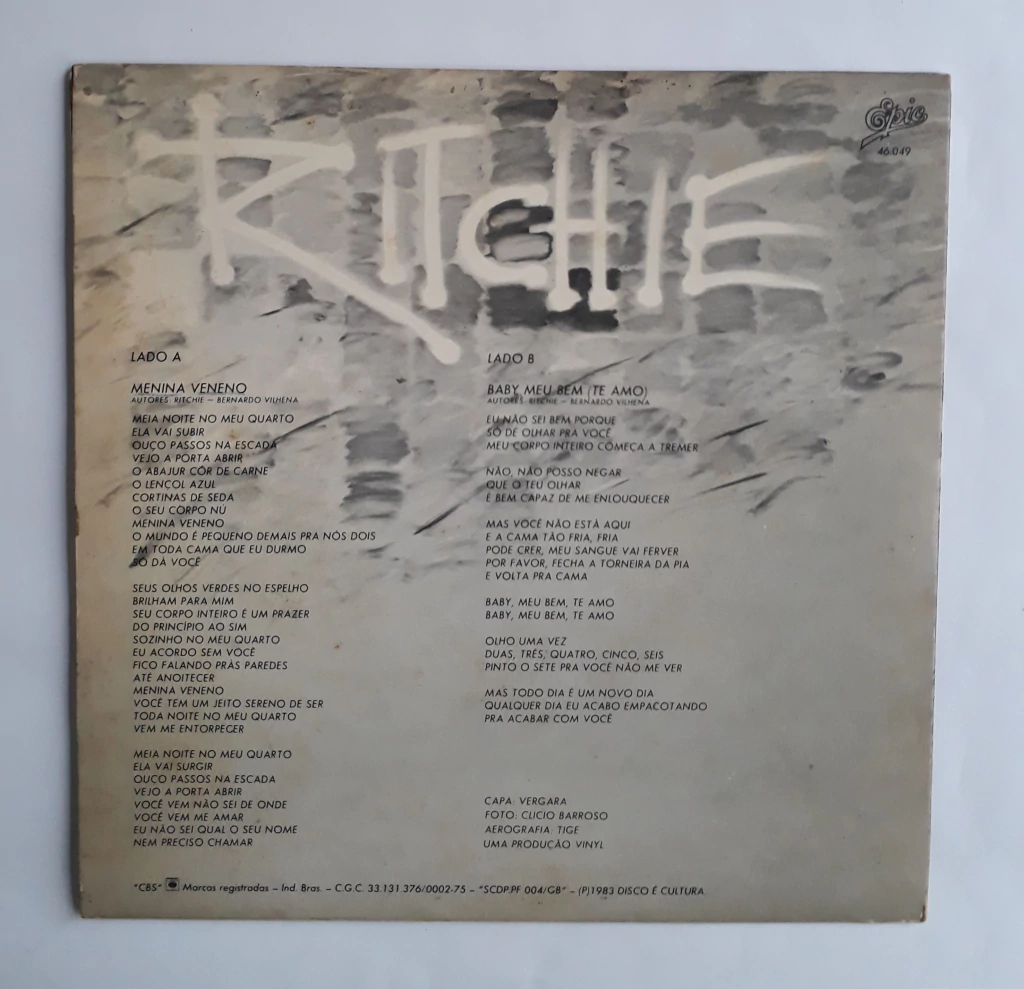 RITCHIE
Epic
46.049
LADO A
MENINA VENENO
AUTORES: RITCHIE – BERNARDO VILHENA
MEIA NOITE NO MEU QUARTO
ELA VAI SUBIR
OUÇO PASSOS NA ESCADA
VEJO A PORTA ABRIR
O ABAJUR CÔR DE CARNE
O LENÇOL AZUL
CORTINAS DE SEDA
O SEU CORPO NÚ
MENINA VENENO
O MUNDO É PEQUENO DEMAIS PRA NÓS DOIS
EM TODA CAMA QUE EU DURMO
SÓ DÁ VOCÊ
SEUS OLHOS VERDES NO ESPELHO
BRILHAM PARA MIM
SEU CORPO INTEIRO É UM PRAZER
DO PRINCÍPIO AO SIM
SOZINHO NO MEU QUARTO
EU ACORDO SEM VOCÊ
FICO FALANDO PRÀS PAREDES
ATÉ ANOITECER
MENINA VENENO
VOCÊ TEM UM JEITO SERENO DE SER
TODA NOITE NO MEU QUARTO
VEM ME ENTORPECER
MEIA NOITE NO MEU QUARTO
ELA VAI SURGIR
OUÇO PASSOS NA ESCADA
VEJO A PORTA ABRIR
VOCÊ VEM NÃO SEI DE ONDE
VOCÊ VEM ME AMAR
EU NÃO SEI QUAL O SEU NOME
NEM PRECISO CHAMAR
LADO B
BABY MEU BEM (TE AMO)
AUTORES: RITCHIE – BERNARDO VILHENA
EU NÃO SEI BEM PORQUE
SÓ DE OLHAR PRA VOCÊ
MEU CORPO INTEIRO COMEÇA A TREMER
NÃO, NÃO POSSO NEGAR
QUE O TEU OLHAR
É BEM CAPAZ DE ME ENLOUQUECER
MAS VOCÊ NÃO ESTÁ AQUI
E A CAMA TÃO FRIA, FRIA
PODE CRER, MEU SANGUE VAI FERVER
POR FAVOR, FECHA A TORNEIRA DA PIA
E VOLTA PRA CAMA
BABY, MEU BEM, TE AMO
BABY, MEU BEM, TE AMO
OLHO UMA VEZ
DUAS, TRÊS, QUATRO, CINCO, SEIS
PINTO O SETE PRA VOCÊ NÃO ME VER
MAS TODO DIA É UM NOVO DIA
QUALQUER DIA EU ACABO EMPACOTANDO
PRA ACABAR COM VOCÊ
CAPA: VERGARA
FOTO: CLICIO BARROSO
AEROGRAFIA: TIGE
UMA PRODUÇÃO VINYL
"CBS" Marcas registradas – Ind. Bras. – C.G.C. 33.131.376/0002-75 – "SCDP.PF 004/GB" – (P)1983 DISCO É CULTURA